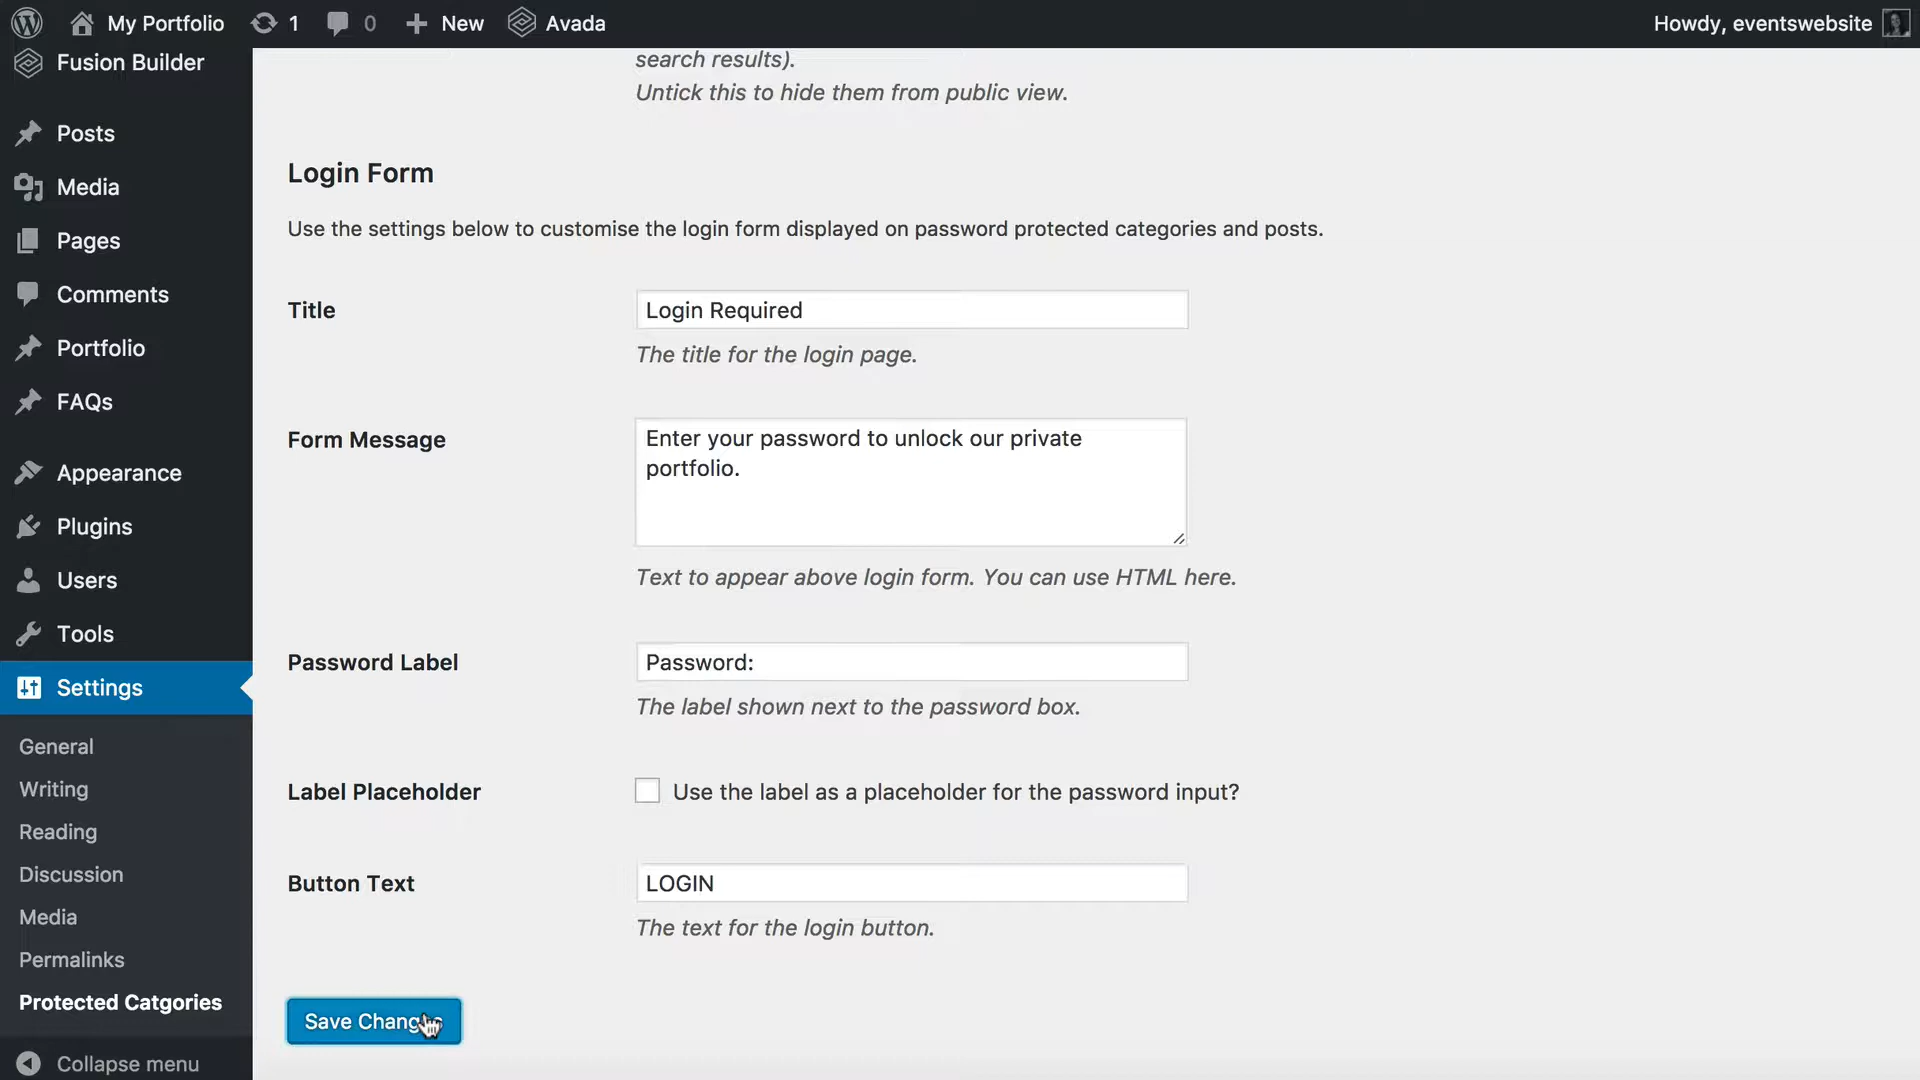 My Portfolio 1 0 New Avada Howdy, eventswebsite
Fusion Builder
Posts
Media
Pages
Comments
Portfolio
FAQs
Appearance
Plugins
Users
Tools
Settings
General
Writing
Reading
Discussion
Media
Permalinks
Protected Catgories
Collapse menu
search results).
Untick this to hide them from public view.
Login Form
Use the settings below to customise the login form displayed on password protected categories and posts.
Title
Login Required
The title for the login page.
Form Message
Enter your password to unlock our private
portfolio.
Text to appear above login form. You can use HTML here.
Password Label
Password:
The label shown next to the password box.
Label Placeholder
Use the label as a placeholder for the password input?
Button Text
LOGIN
The text for the login button.
Save Changes